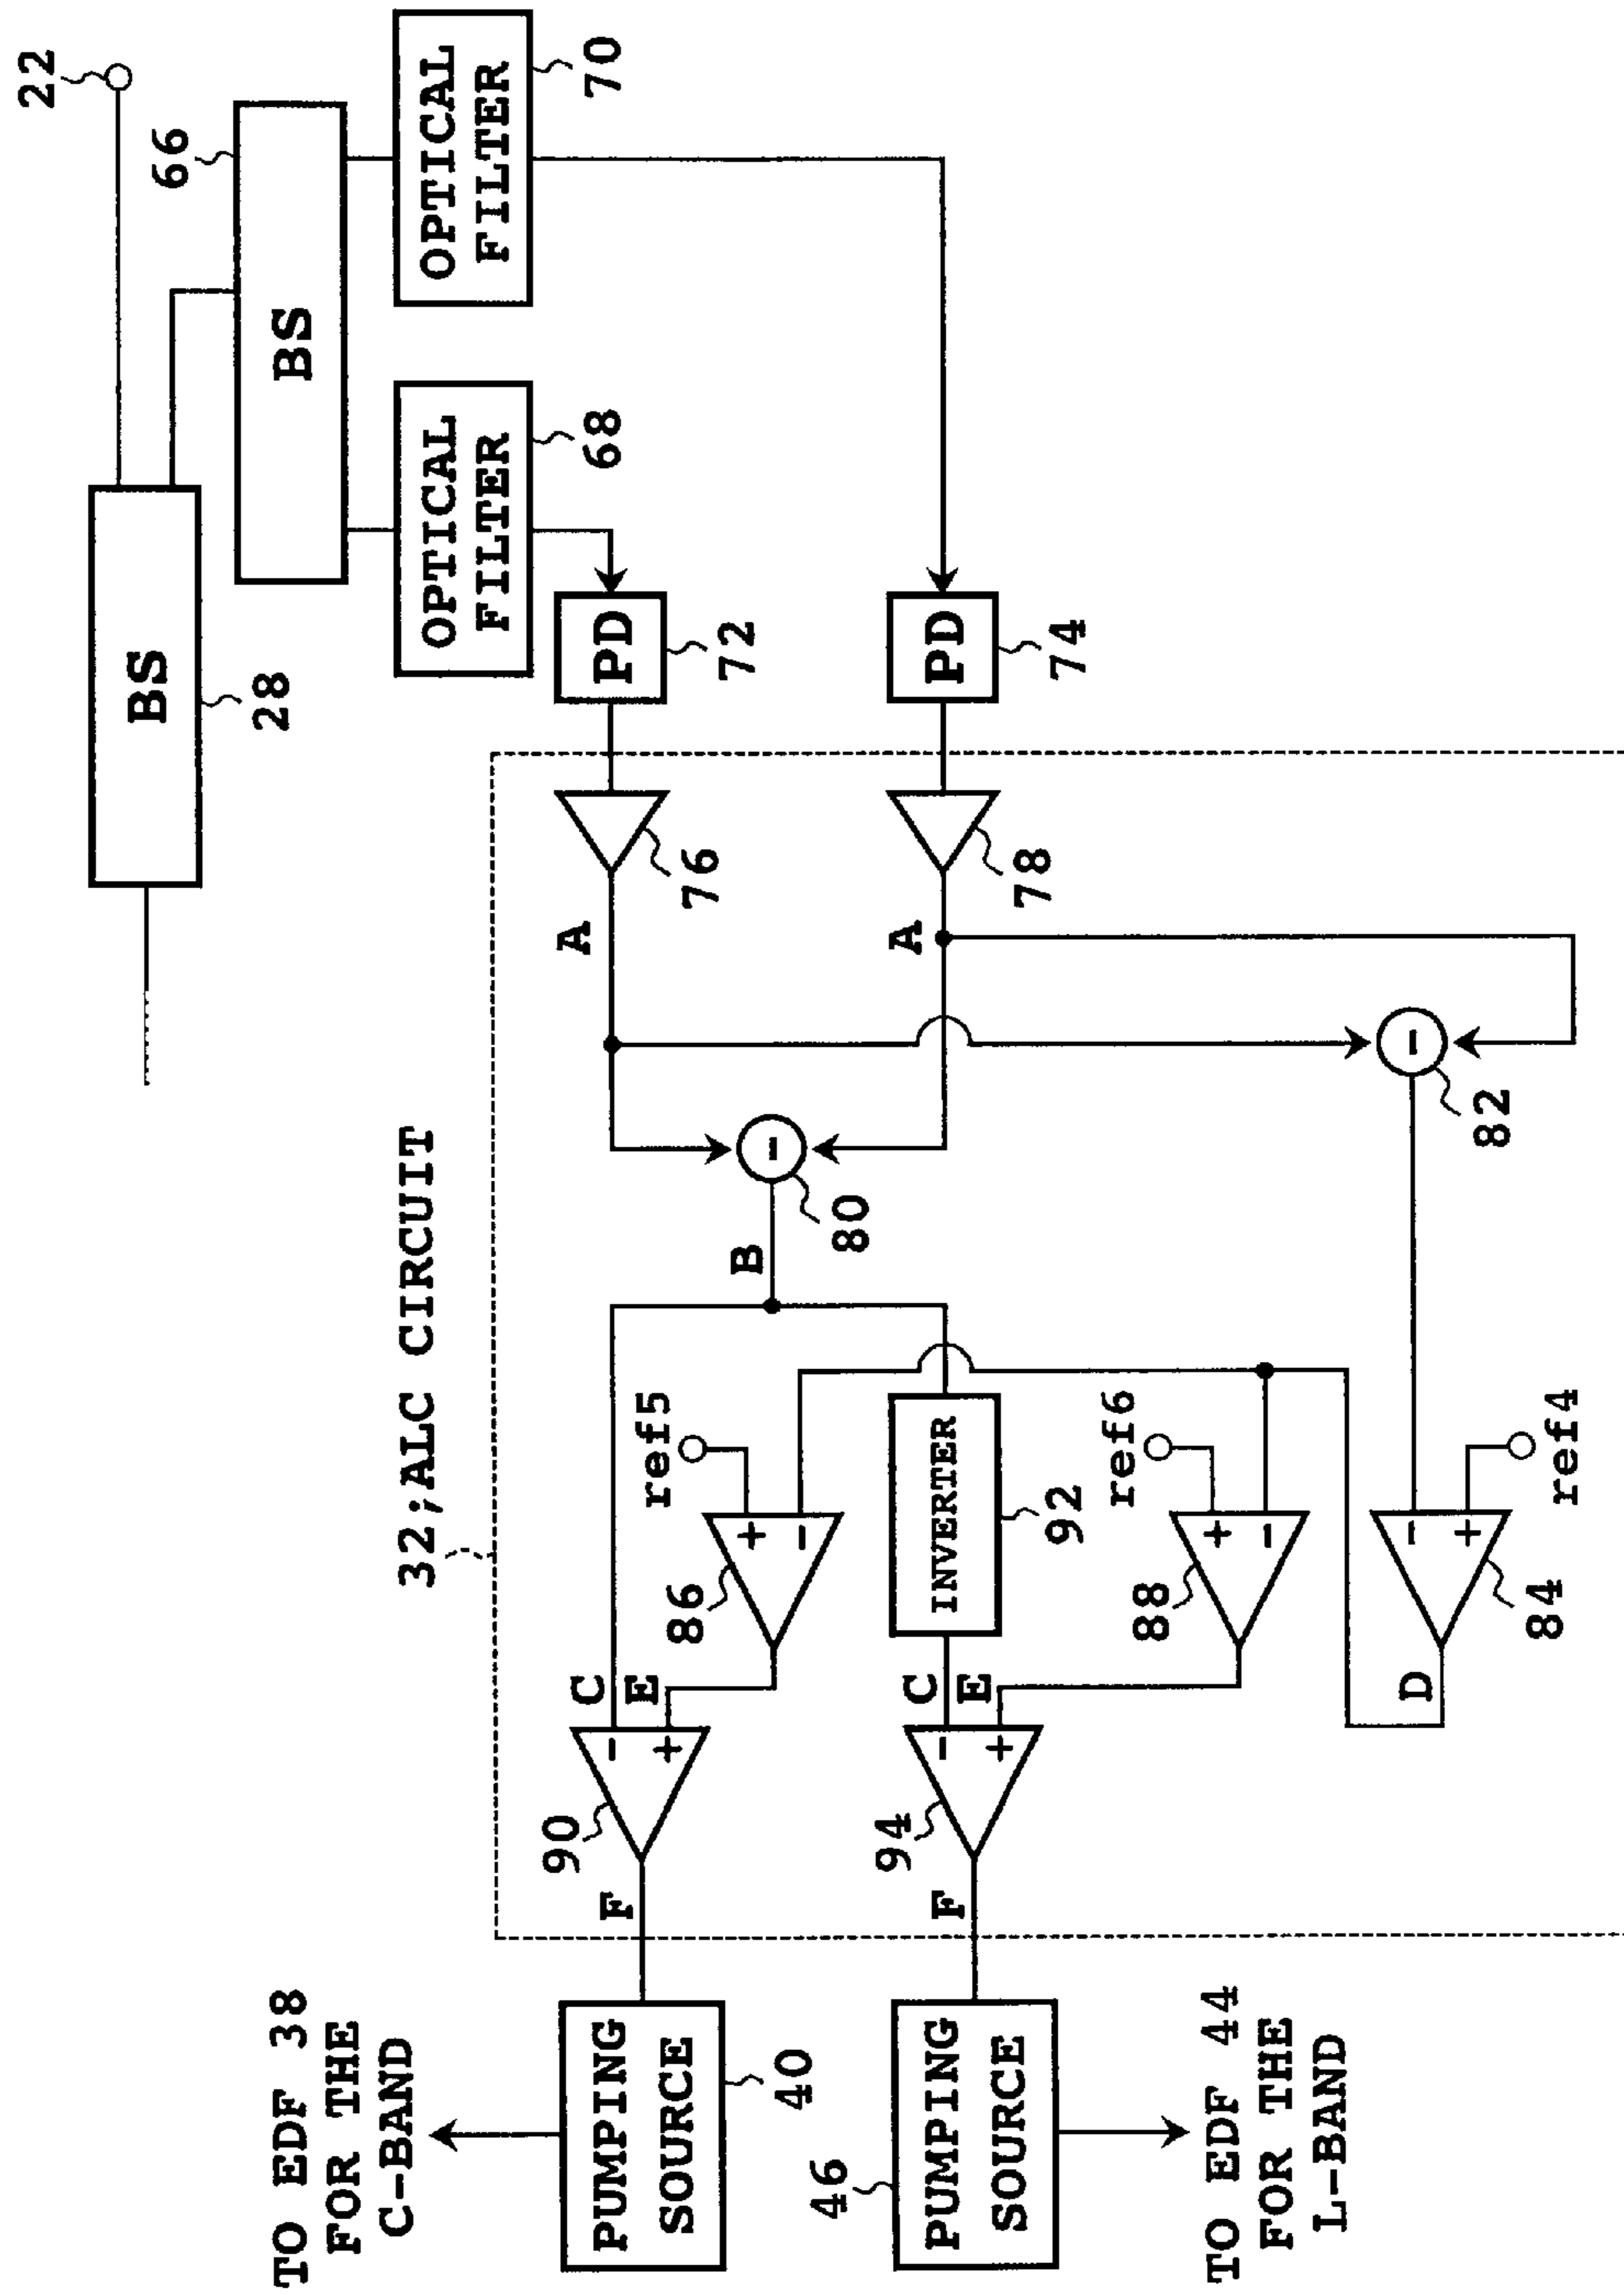 22
BS
28
66
BS
OPTICAL
FILTER
70
OPTICAL
FILTER
68
PD
72
PD
74
32;ALC CIRCUIT
76
78
A
A
80
82
B
ref5
ref6
ref4
+
-
86
INVERTER
92
+
-
88
-
+
84
C
E
C
E
D
-
+
90
-
+
94
-
-
F
F
PUMPING
SOURCE
40
PUMPING
SOURCE
46
TO EDF 38
FOR THE
C-BAND
TO EDF 44
FOR THE
L-BAND